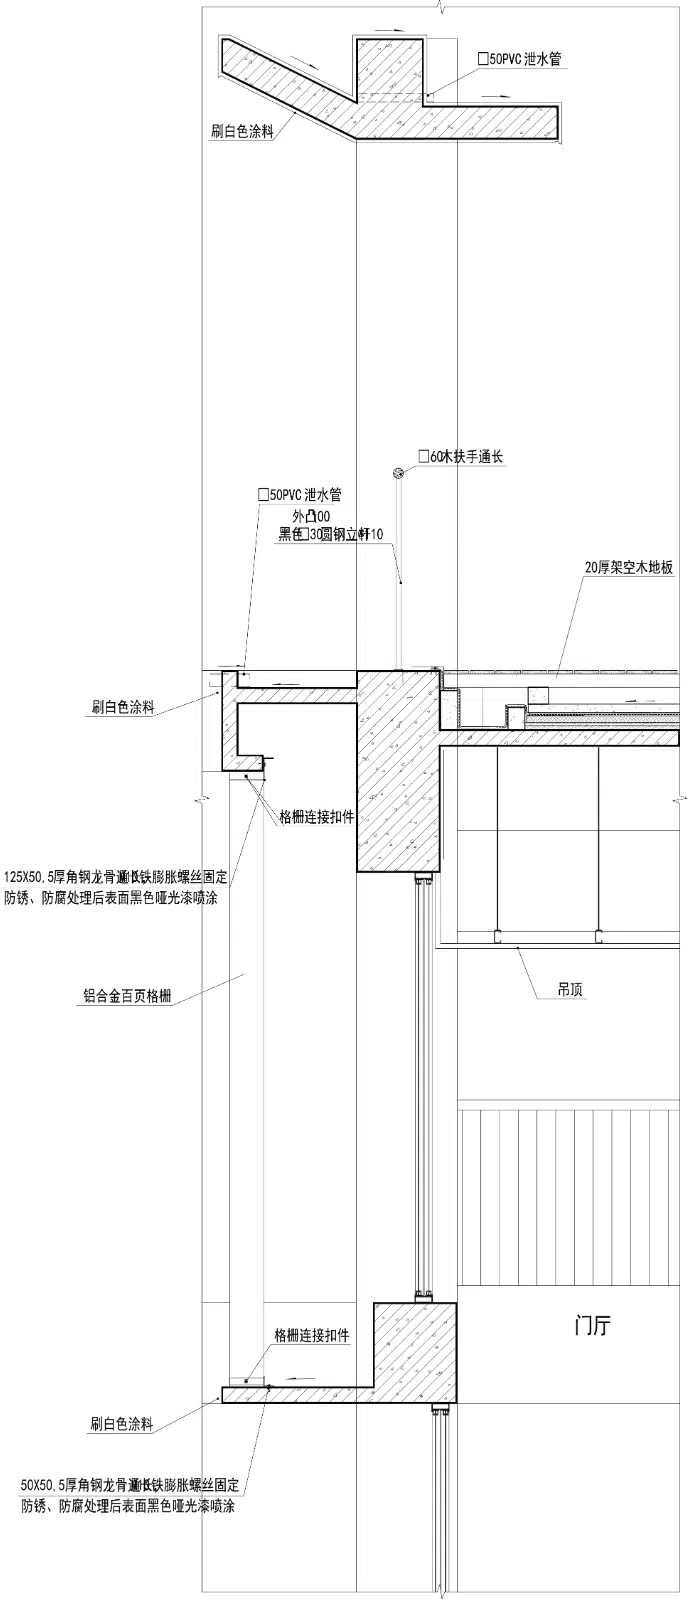 □50PVC 泄水管
刷白色涂料
□60木扶手通长
□50PVC 泄水管
外凸00
黑色□30圆钢立杆10
20厚架空木地板
刷白色涂料
格栅连接扣件
125X50,5厚角钢龙骨通长铁膨胀螺丝固定
防锈、防腐处理后表面黑色哑光漆喷涂
铝合金百页格栅
吊顶
门厅
格栅连接扣件
刷白色涂料
50X50,5厚角钢龙骨通长铁膨胀螺丝固定
防锈、防腐处理后表面黑色哑光漆喷涂